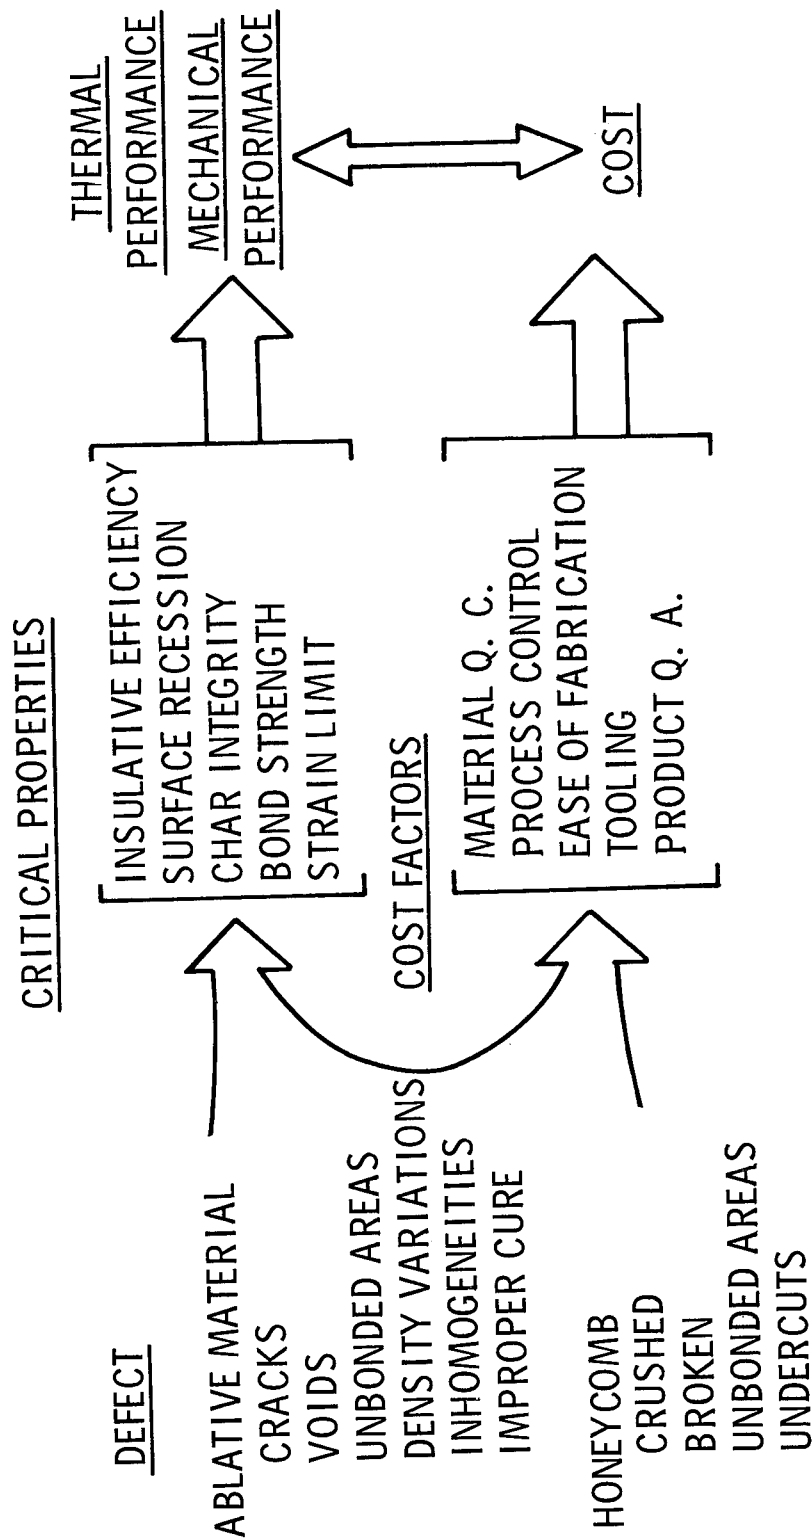 DEFECT
ABLATIVE MATERIAL
CRACKS
VOIDS
UNBONDED AREAS
DENSITY VARIATIONS
INHOMOGENEITIES
IMPROPER CURE
HONEYCOMB
CRUSHED
BROKEN
UNBONDED AREAS
UNDERCUTS
CRITICAL PROPERTIES
INSULATIVE EFFICIENCY
SURFACE RECESSION
CHAR INTEGRITY
BOND STRENGTH
STRAIN LIMIT
COST FACTORS
MATERIAL Q. C.
PROCESS CONTROL
EASE OF FABRICATION
TOOLING
PRODUCT Q. A.
THERMAL
PERFORMANCE
MECHANICAL
PERFORMANCE
COST